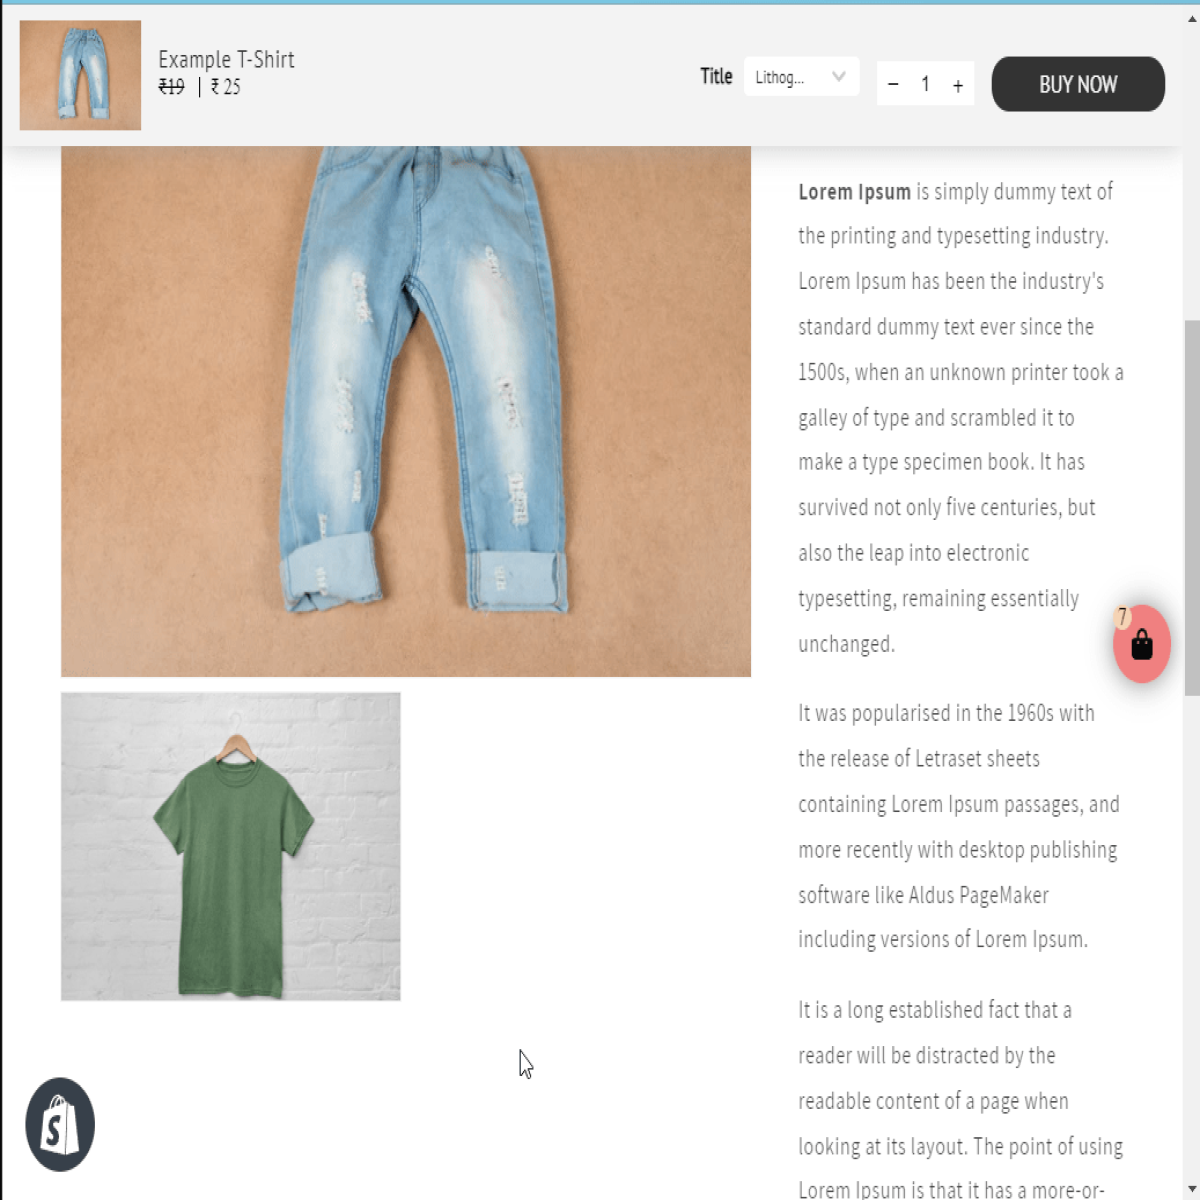 Example T-Shirt
₹19 | ₹ 25
Title
Lithog...
− 1 +
BUY NOW
Lorem Ipsum is simply dummy text of
the printing and typesetting industry.
Lorem Ipsum has been the industry's
standard dummy text ever since the
1500s, when an unknown printer took a
galley of type and scrambled it to
make a type specimen book. It has
survived not only five centuries, but
also the leap into electronic
typesetting, remaining essentially
unchanged.
7
It was popularised in the 1960s with
the release of Letraset sheets
containing Lorem Ipsum passages, and
more recently with desktop publishing
software like Aldus PageMaker
including versions of Lorem Ipsum.
It is a long established fact that a
reader will be distracted by the
readable content of a page when
looking at its layout. The point of using
Lorem Ipsum is that it has a more-or-
S